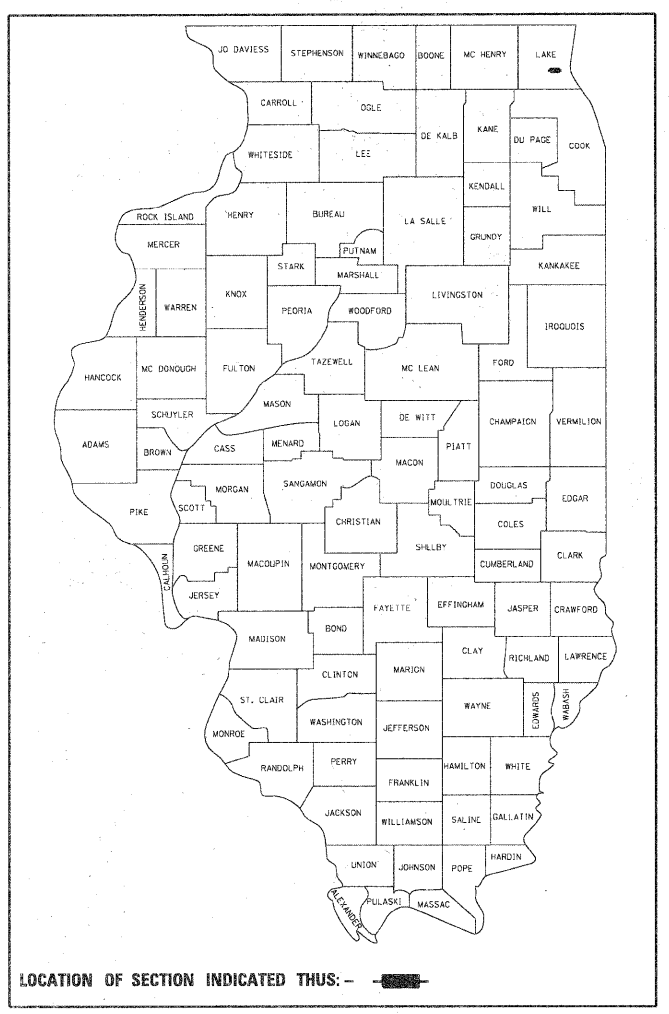 JO DAVIESS
STEPHENSON
WINNEBAGO
BOONE
MC HENRY
LAKE
CARROLL
OGLE
DE KALB
KANE
DU PAGE
COOK
WHITESIDE
LEE
KENDALL
WILL
ROCK ISLAND
HENRY
BUREAU
LA SALLE
GRUNDY
MERCER
PUTNAM
STARK
MARSHALL
KANKAKEE
HENDERSON
WARREN
KNOX
PEORIA
WOODFORD
LIVINGSTON
IROQUOIS
HANCOCK
MC DONOUGH
FULTON
TAZEWELL
MC LEAN
FORD
SCHUYLER
MASON
LOGAN
DE WITT
CHAMPAIGN
VERMILION
ADAMS
BROWN
CASS
MENARD
PIATT
MACON
PIKE
SCOTT
MORGAN
SANGAMON
MOULTRIE
DOUGLAS
EDGAR
CHRISTIAN
COLES
CALHOUN
GREENE
MACOUPIN
MONTGOMERY
SHELBY
CUMBERLAND
CLARK
JERSEY
FAYETTE
EFFINGHAM
JASPER
CRAWFORD
MADISON
BOND
CLAY
RICHLAND
LAWRENCE
CLINTON
MARION
ST. CLAIR
WASHINGTON
WAYNE
EDWARDS
WABASH
MONROE
JEFFERSON
RANDOLPH
PERRY
HAMILTON
WHITE
FRANKLIN
JACKSON
WILLIAMSON
SALINE
GALLATIN
UNION
JOHNSON
POPE
HARDIN
ALEXANDER
PULASKI
MASSAC
LOCATION OF SECTION INDICATED THUS: -